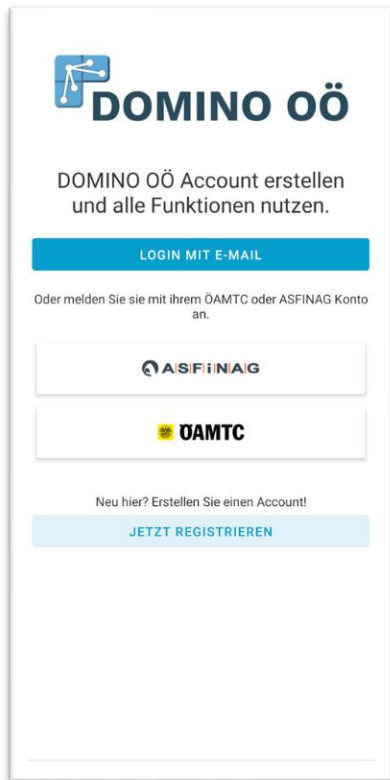 DOMINO OÖ
DOMINO OÖ Account erstellen
und alle Funktionen nutzen.
LOGIN MIT E-MAIL
Oder melden Sie sie mit ihrem ÖAMTC oder ASFINAG Konto
an.
ASFiNAG
ÖAMTC
Neu hier? Erstellen Sie einen Account!
JETZT REGISTRIEREN